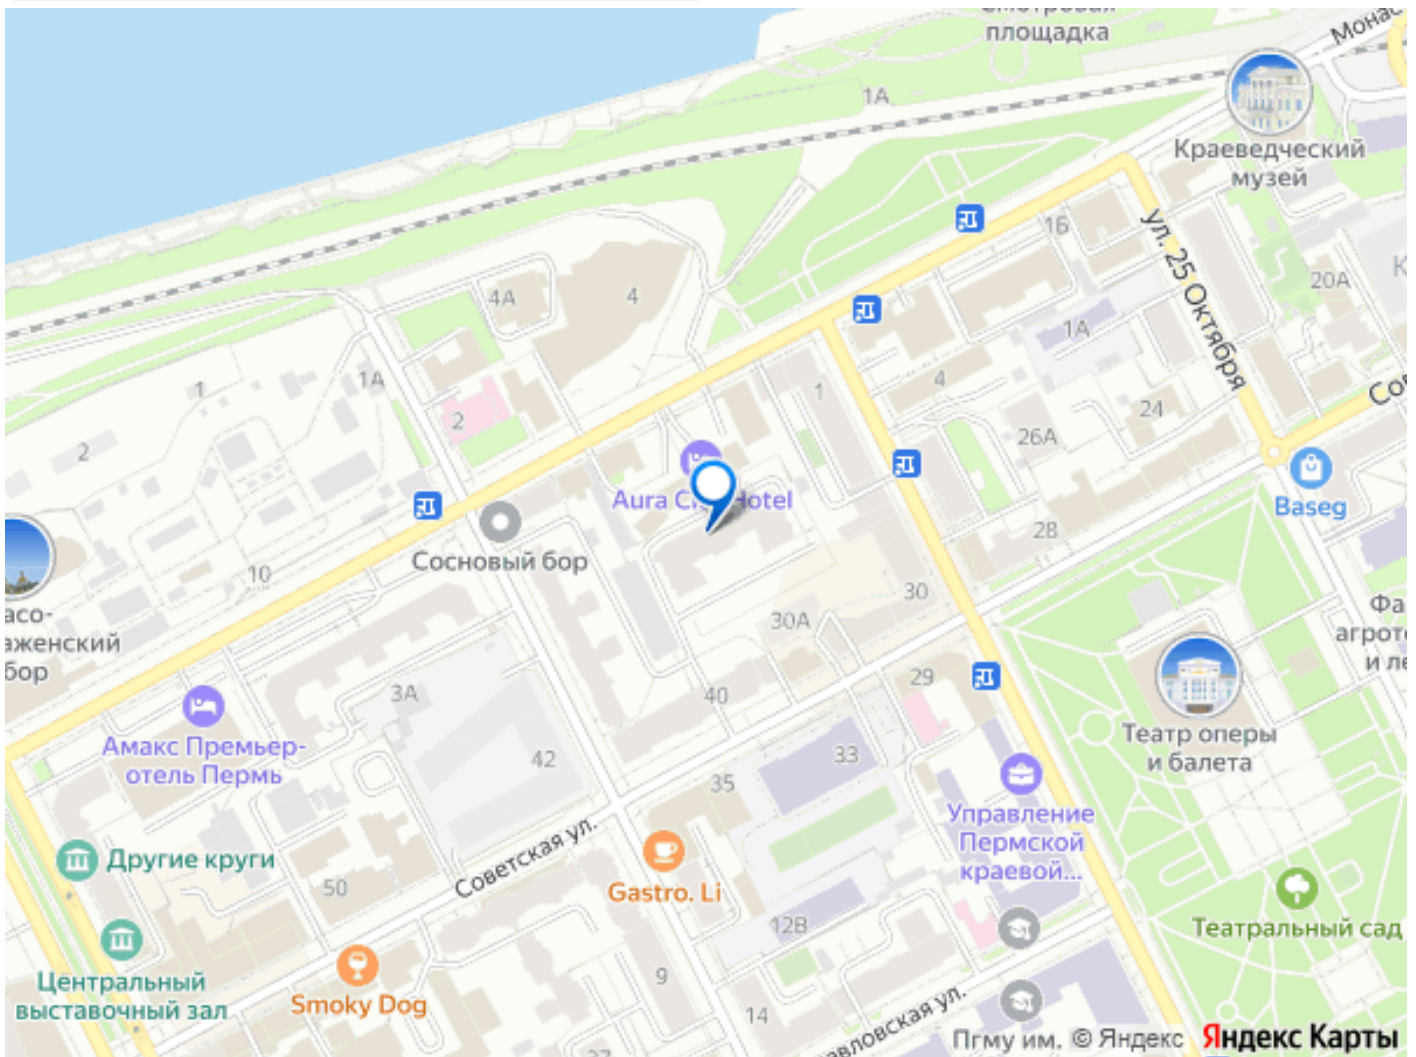 площадка
1А
Краеведческий
музей
ул. 25 Октября
20А
1Б
4А
4
1А
1
1А
2
2
1
4
24
26А
Aura City Hotel
Baseg
28
Сосновый бор
10
30
30А
29
40
3А
Амакс Премьер-
отель Пермь
42
33
35
Театр оперы
и балета
Управление
Пермской
краевой...
Советская ул.
Другие круги
50
Gastro. Li
Театральный сад
12В
Центральный
выставочный зал
Smoky Dog
9
14
Пгму им.
© Яндекс
Яндекс Карты